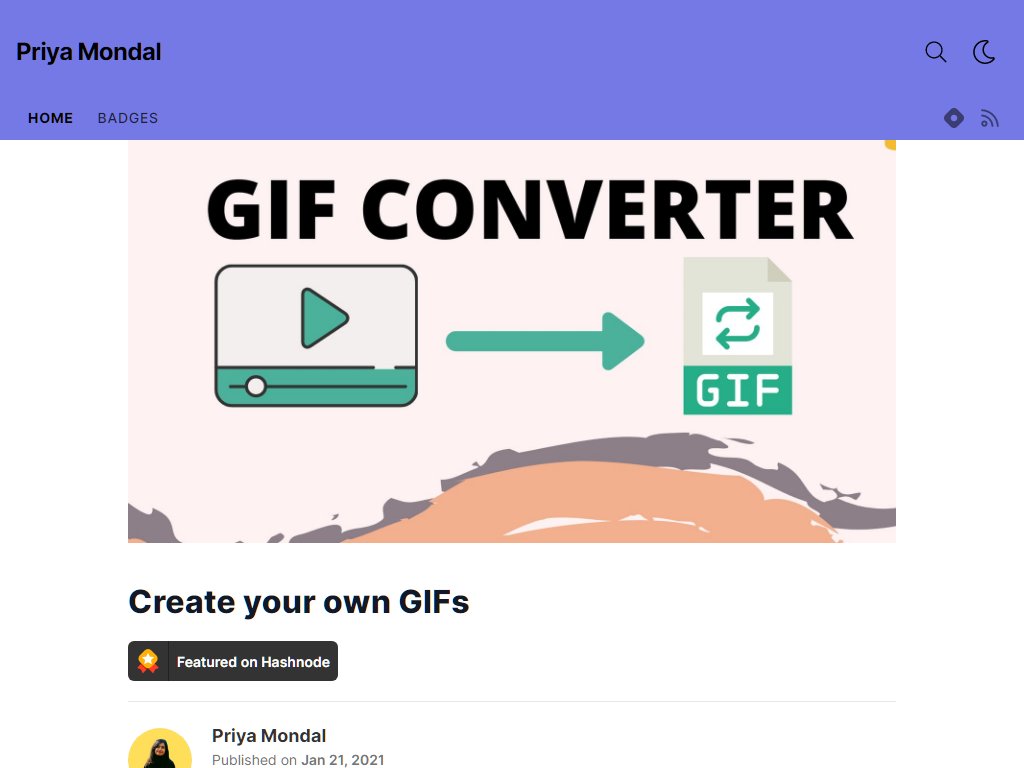 Priya Mondal
HOME BADGES
GIF CONVERTER
GIF
Create your own GIFs
Featured on Hashnode
Priya Mondal
Published on Jan 21, 2021